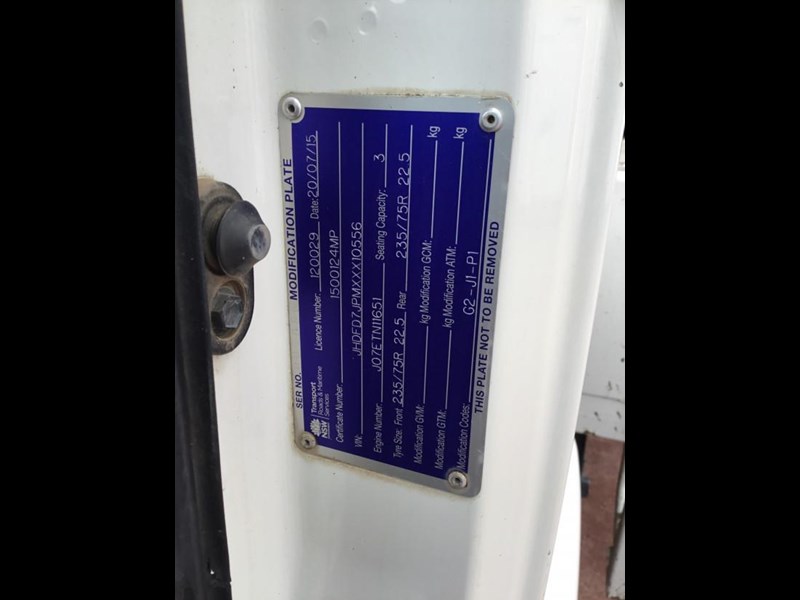 SER NO. MODIFICATION PLATE
NSW Transport Roads & Maritime Services Licence Number: 120029 Date: 20/07/15
Certificate Number: 1500124MP
VIN: JHDFD7JPMXXX10556
Engine Number: J07ETN11651 Seating Capacity: 3
Tyre Size: Front 235/75R 22.5 Rear 235/75R 22.5
Modification GVM: kg Modification GCM: kg
Modification GTM: kg Modification ATM: kg
Modification Codes: G2-J1-P1
THIS PLATE NOT TO BE REMOVED